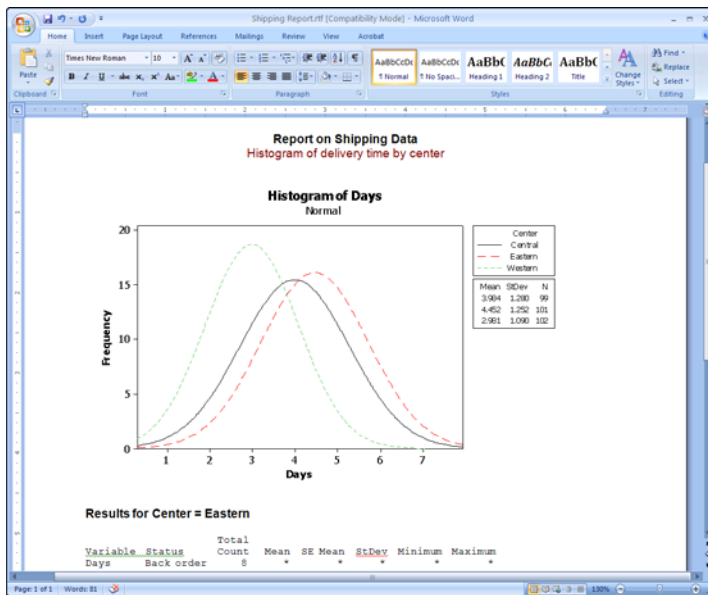 Shipping Report.rtf [Compatibility Mode] - Microsoft Word
Home Insert Page Layout References Mailings Review View Acrobat
Times New Roman 10
Paste
B I U abc x₂ x² Aa
AaBbCcDc AaBbCcDc AaBbC AaBbC AaBbC
¶ Normal ¶ No Spaci... Heading 1 Heading 2 Title
Change Styles
Find
Replace
Select
Clipboard Font Paragraph Styles Editing
Report on Shipping Data
Histogram of delivery time by center
Histogram of Days
Normal
20
15
10
5
0
Frequency
1 2 3 4 5 6 7
Days
Center
Central
Eastern
Western
Mean StDev N
3.984 1.280 99
4.452 1.252 101
2.981 1.090 102
Results for Center = Eastern
Total
Variable Status Count Mean SE Mean StDev Minimum Maximum
Days Back order 8 * * * * *
Page: 1 of 1 Words: 81 130%